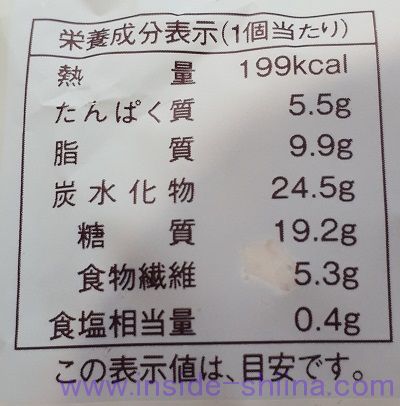 栄養成分表示(1個当たり)
熱量 199kcal
たんぱく質 5.5g
脂質 9.9g
炭水化物 24.5g
糖質 19.2g
食物繊維 5.3g
食塩相当量 0.4g
この表示値は、目安です。
www.inside-shiina.com